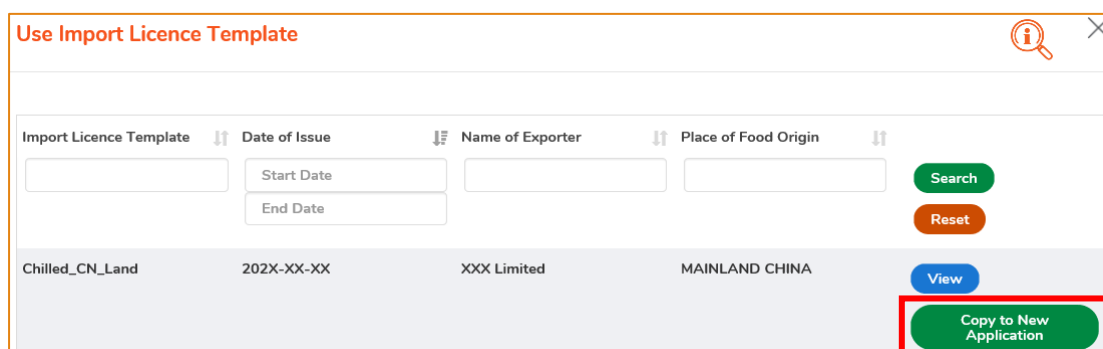 Use Import Licence Template
Import Licence Template Date of Issue Name of Exporter Place of Food Origin
Start Date
End Date
Search
Reset
Chilled_CN_Land 202X-XX-XX XXX Limited MAINLAND CHINA
View
Copy to New
Application